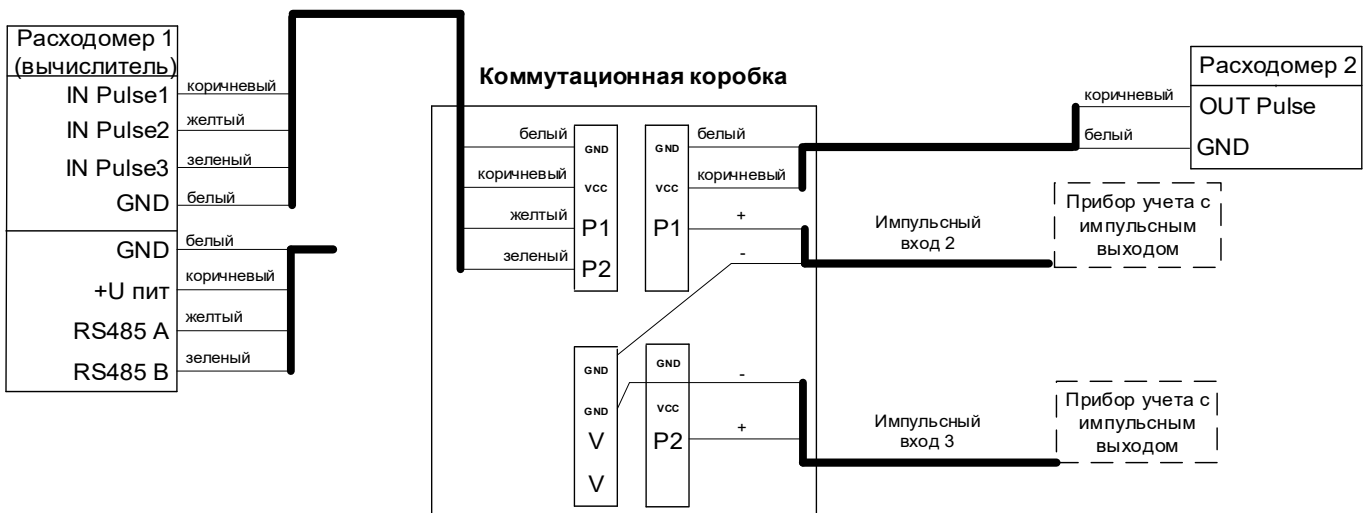 Расходомер 1
(вычислитель)
IN Pulse1
коричневый
IN Pulse2
желтый
IN Pulse3
зеленый
GND
белый
GND
белый
+U пит
коричневый
RS485 A
желтый
RS485 B
зеленый
Коммутационная коробка
белый
GND
коричневый
VCC
желтый
P1
зеленый
P2
GND
белый
VCC
коричневый
P1
+
-
GND
GND
V
V
GND
VCC
P2
-
+
Импульсный
вход 2
Импульсный
вход 3
Расходомер 2
коричневый
OUT Pulse
белый
GND
Прибор учета с
импульсным
выходом
Прибор учета с
импульсным
выходом